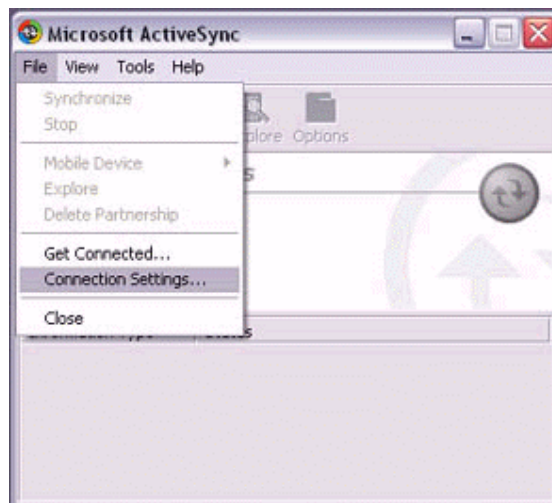 Microsoft ActiveSync
File View Tools Help
Synchronize
Stop
plore Options
Mobile Device
Explore
Delete Partnership
Get Connected...
Connection Settings...
Close